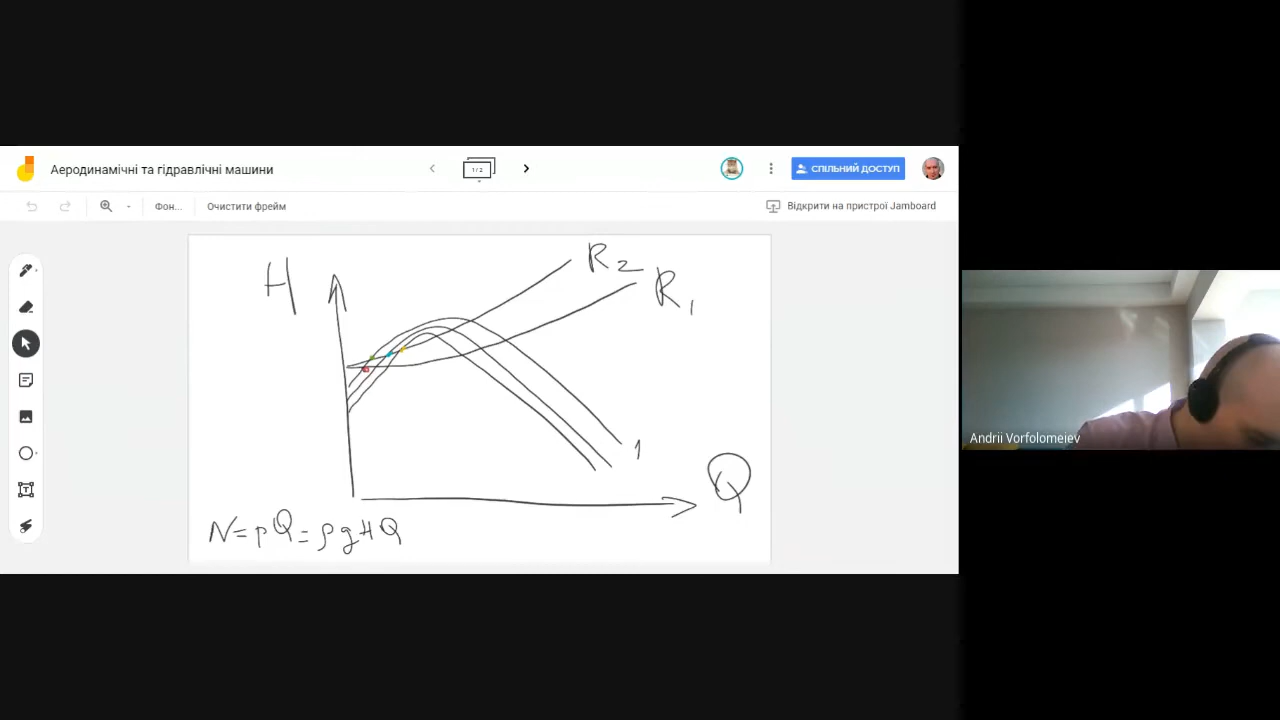 Аеродинамічні та гідравлічні машини
1 / 2
СПІЛЬНИЙ ДОСТУП
Фон...
Очистити фрейм
Відкрити на пристрої Jamboard
H
R2
R1
1
Q
N=pQ=ρgHQ
Andrii Vorfolomeiev